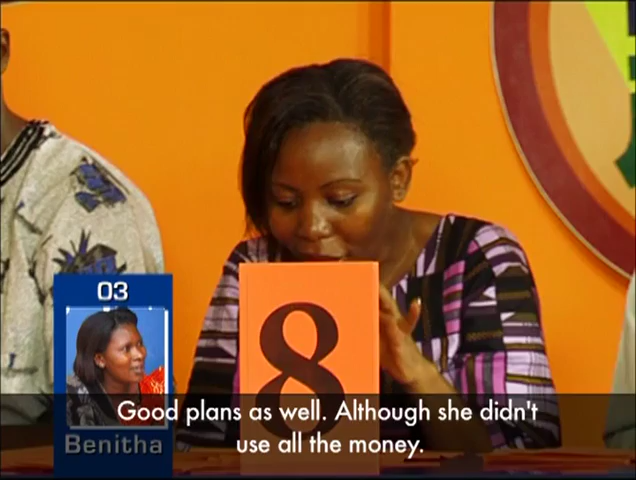 03
8
Good plans as well. Although she didn't
use all the money.
Benitha